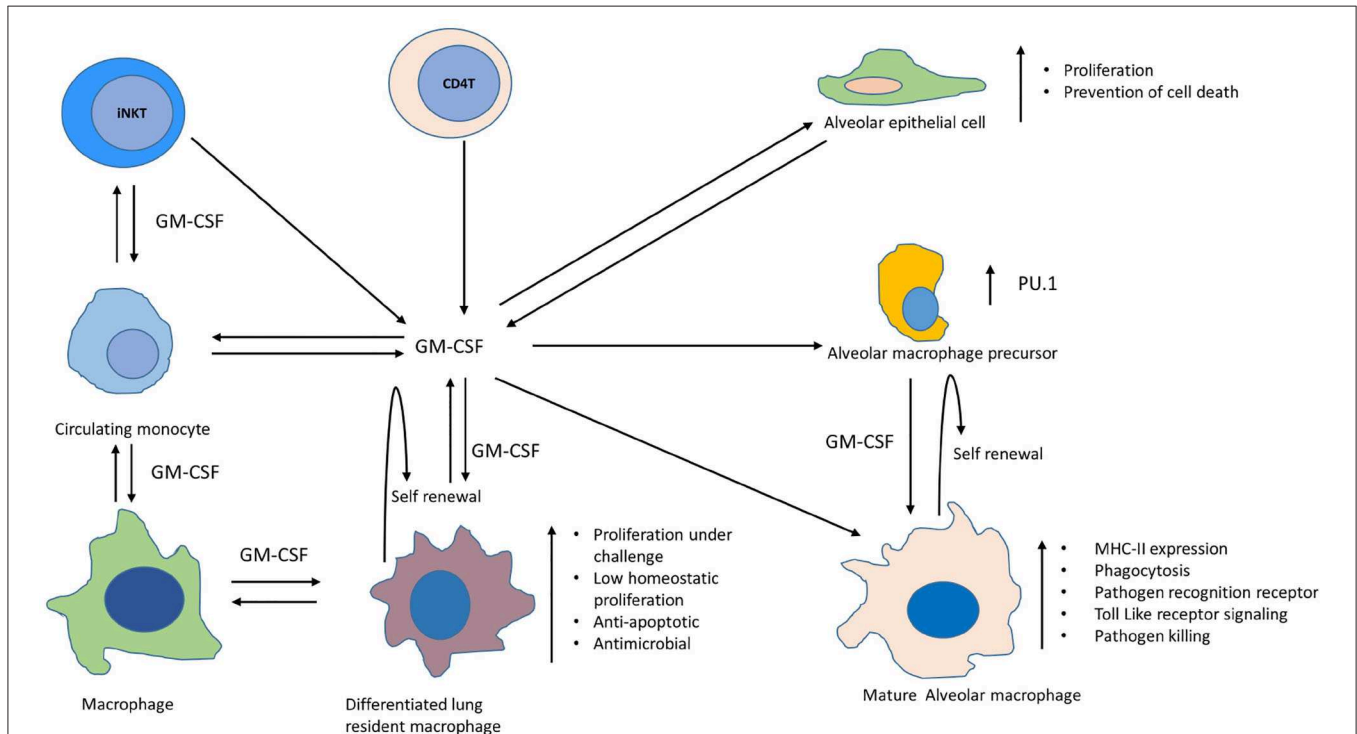 iNKT
CD4T
• Proliferation
• Prevention of cell death
Alveolar epithelial cell
GM-CSF
PU.1
GM-CSF
Alveolar macrophage precursor
Circulating monocyte
GM-CSF
GM-CSF
GM-CSF
Self renewal
Self renewal
GM-CSF
• Proliferation under
challenge
• Low homeostatic
proliferation
• Anti-apoptotic
• Antimicrobial
• MHC-II expression
• Phagocytosis
• Pathogen recognition receptor
• Toll Like receptor signaling
• Pathogen killing
Macrophage
Differentiated lung
resident macrophage
Mature Alveolar macrophage